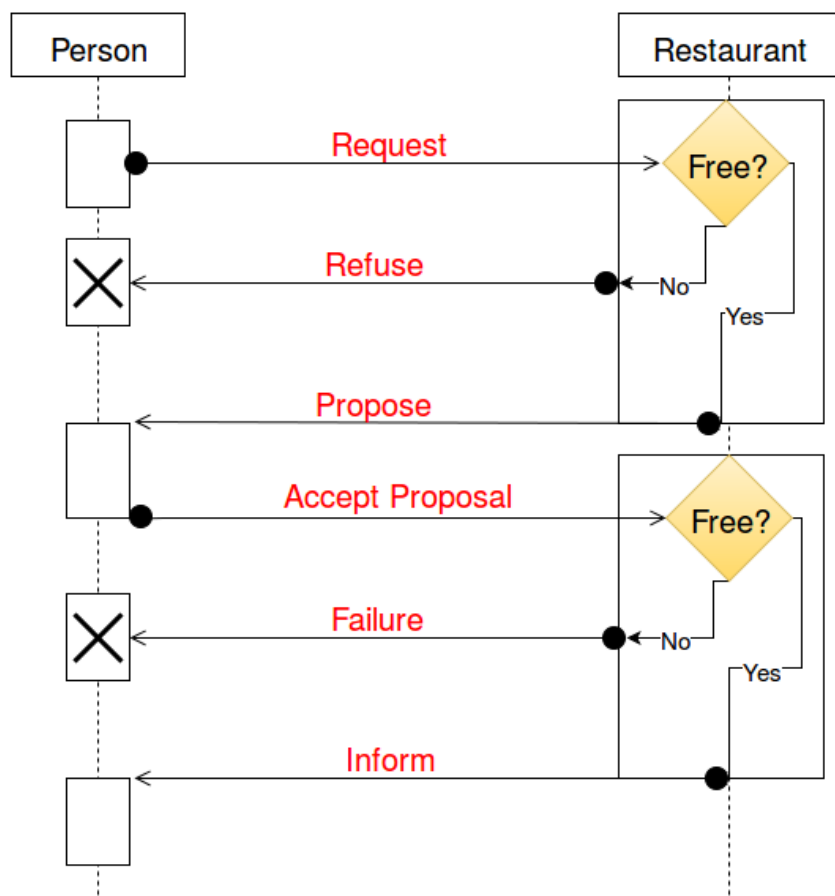 Person
Restaurant
Request
Free?
Refuse
No
Yes
Propose
Accept Proposal
Free?
Failure
No
Yes
Inform